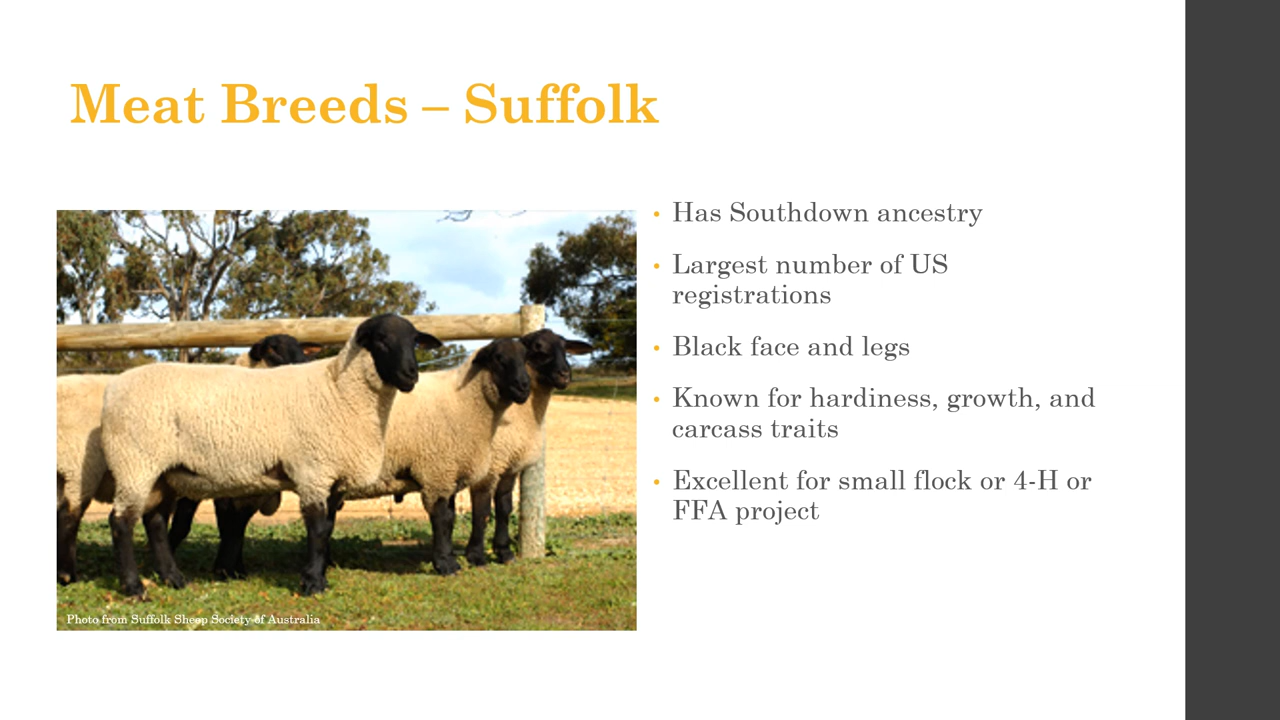 Meat Breeds – Suffolk
• Has Southdown ancestry
• Largest number of US
registrations
• Black face and legs
• Known for hardiness, growth, and
carcass traits
• Excellent for small flock or 4-H or
FFA project
Photo from Suffolk Sheep Society of Australia